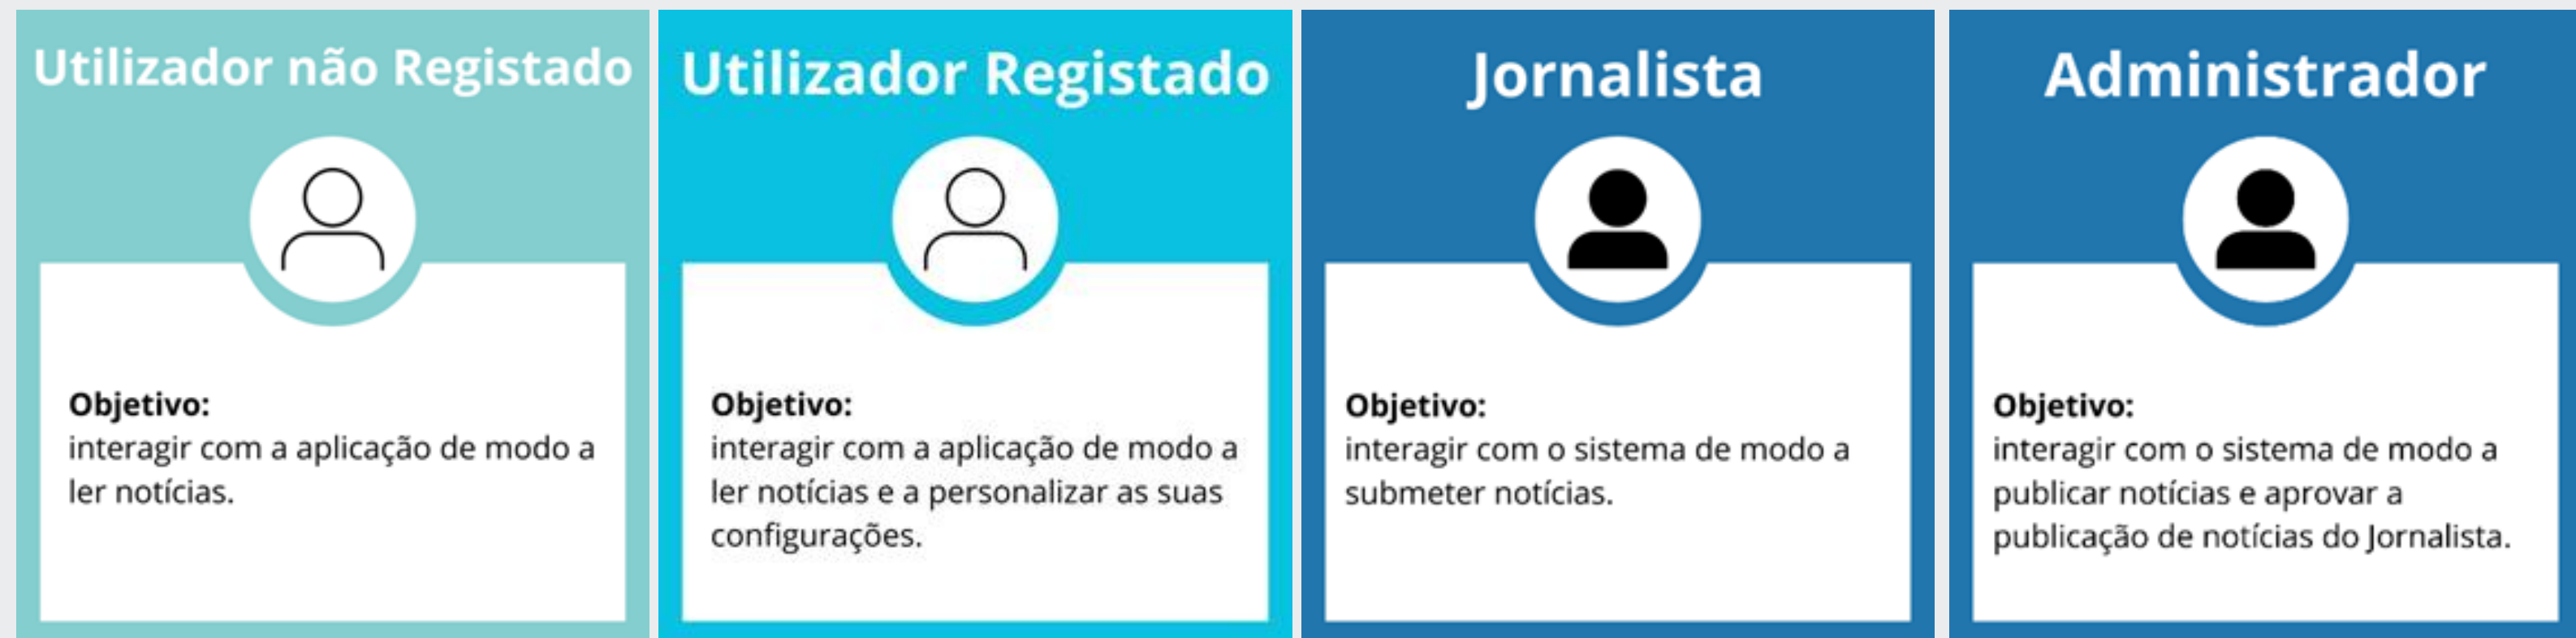 Utilizador não Registado
Objetivo:
interagir com a aplicação de modo a
ler notícias.
Utilizador Registado
Objetivo:
interagir com a aplicação de modo a
ler notícias e a personalizar as suas
configurações.
Jornalista
Objetivo:
interagir com o sistema de modo a
submeter notícias.
Administrador
Objetivo:
interagir com o sistema de modo a
publicar notícias e aprovar a
publicação de notícias do Jornalista.